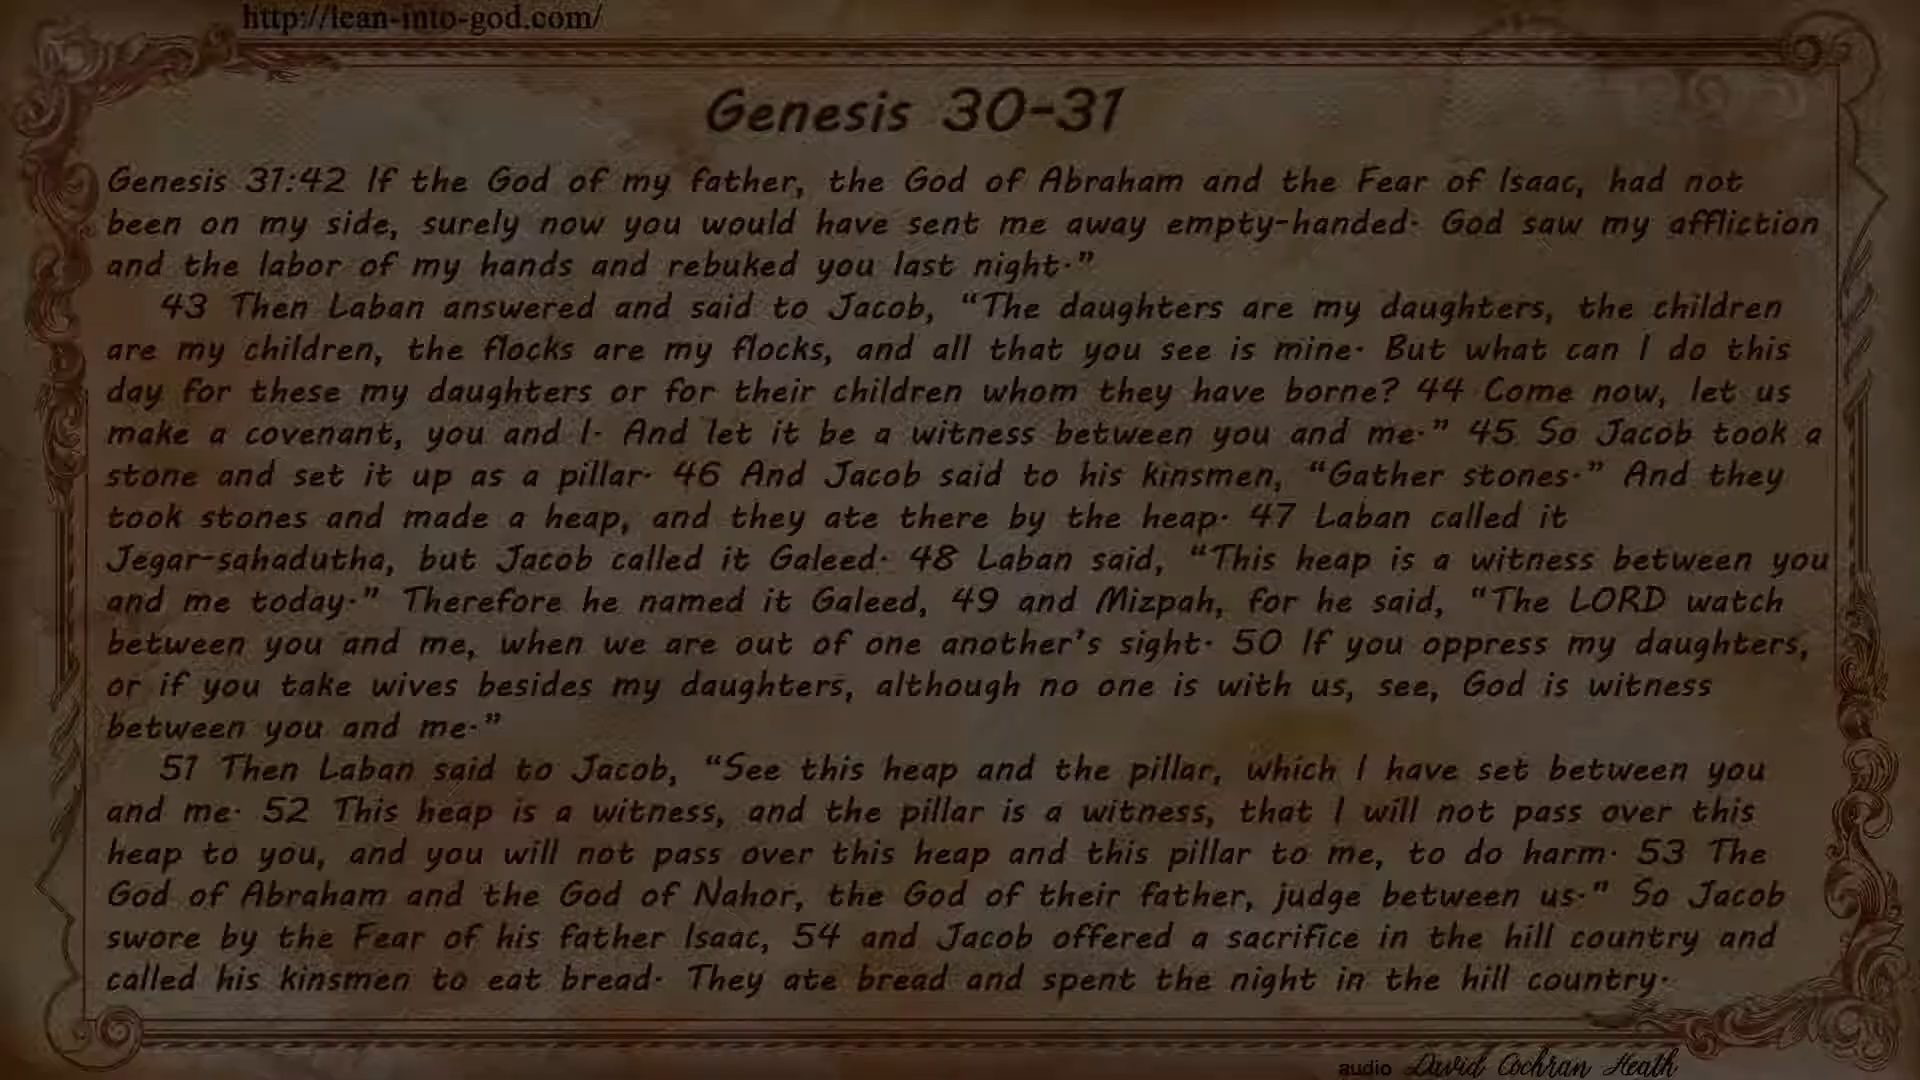 http://lean-into-god.com/
Genesis 30-31
Genesis 31:42 If the God of my father, the God of Abraham and the Fear of Isaac, had not
been on my side, surely now you would have sent me away empty-handed. God saw my affliction
and the labor of my hands and rebuked you last night.”
43 Then Laban answered and said to Jacob, “The daughters are my daughters, the children
are my children, the flocks are my flocks, and all that you see is mine. But what can I do this
day for these my daughters or for their children whom they have borne? 44 Come now, let us
make a covenant, you and I. And let it be a witness between you and me.” 45 So Jacob took a
stone and set it up as a pillar. 46 And Jacob said to his kinsmen, “Gather stones.” And they
took stones and made a heap, and they ate there by the heap. 47 Laban called it
Jegar-sahadutha, but Jacob called it Galeed. 48 Laban said, “This heap is a witness between you
and me today.” Therefore he named it Galeed, 49 and Mizpah, for he said, “The LORD watch
between you and me, when we are out of one another’s sight. 50 If you oppress my daughters,
or if you take wives besides my daughters, although no one is with us, see, God is witness
between you and me.”
51 Then Laban said to Jacob, “See this heap and the pillar, which I have set between you
and me. 52 This heap is a witness, and the pillar is a witness, that I will not pass over this
heap to you, and you will not pass over this heap and this pillar to me, to do harm. 53 The
God of Abraham and the God of Nahor, the God of their father, judge between us.” So Jacob
swore by the Fear of his father Isaac, 54 and Jacob offered a sacrifice in the hill country and
called his kinsmen to eat bread. They ate bread and spent the night in the hill country.
audio David Cochran Heath